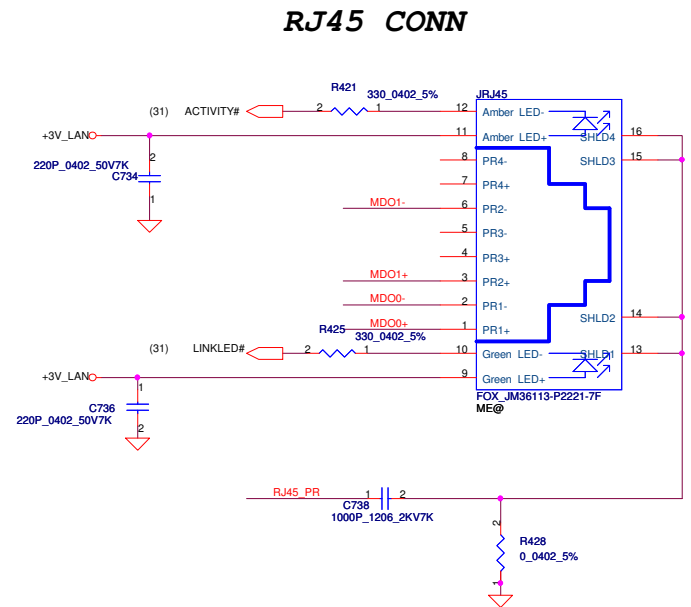 RJ45 CONN
R421
330_0402_5%
JRJ45
(31) ACTIVITY# 2 1 12 Amber LED-
+3V_LAN 11 Amber LED+ SHLD4 16
2
220P_0402_50V7K
C734
1
8 PR4- SHLD3 15
7 PR4+
MDO1- 6 PR2-
5 PR3-
4 PR3+
MDO1+ 3 PR2+
MDO0- 2 PR1-
SHLD2 14
MDO0+ 1 PR1+
R425
330_0402_5%
(31) LINKLED# 2 1 10 Green LED- SHLD1 13
+3V_LAN 9 Green LED+
1
C736
220P_0402_50V7K
2
FOX_JM36113-P2221-7F
ME@
RJ45_PR 1 2
C738
1000P_1206_2KV7K
2
R428
0_0402_5%
1